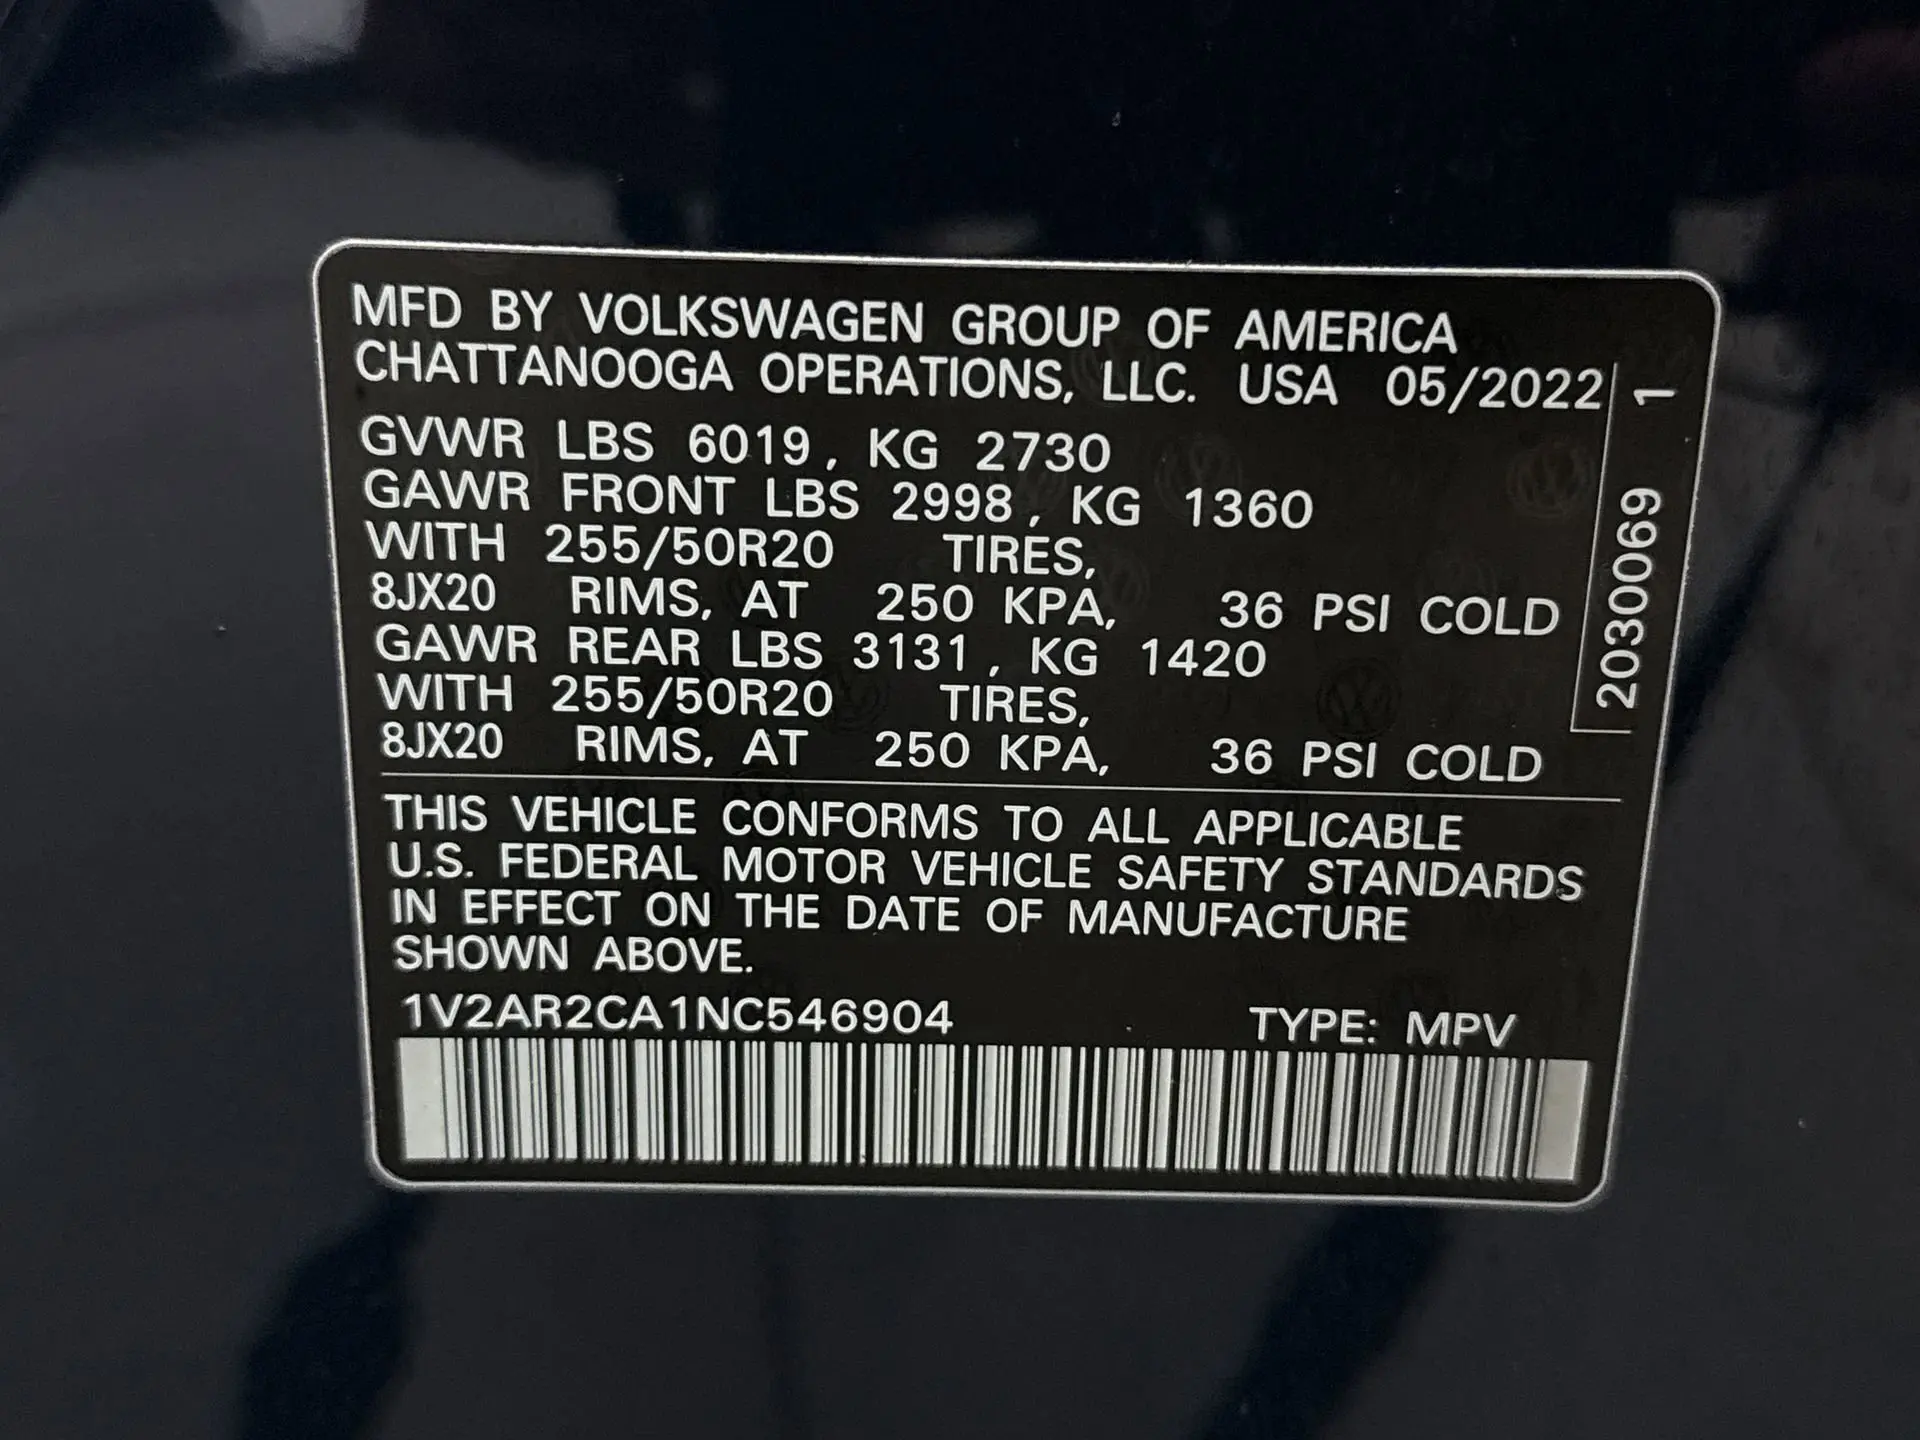 MFD BY VOLKSWAGEN GROUP OF AMERICA
CHATTANOOGA OPERATIONS, LLC. USA 05/2022
GVWR LBS 6019, KG 2730
GAWR FRONT LBS 2998, KG 1360
WITH 255/50R20 TIRES,
8JX20 RIMS, AT 250 KPA, 36 PSI COLD
GAWR REAR LBS 3131, KG 1420
WITH 255/50R20 TIRES,
8JX20 RIMS, AT 250 KPA, 36 PSI COLD
2030069 1
THIS VEHICLE CONFORMS TO ALL APPLICABLE
U.S. FEDERAL MOTOR VEHICLE SAFETY STANDARDS
IN EFFECT ON THE DATE OF MANUFACTURE
SHOWN ABOVE.
1V2AR2CA1NC546904 TYPE: MPV